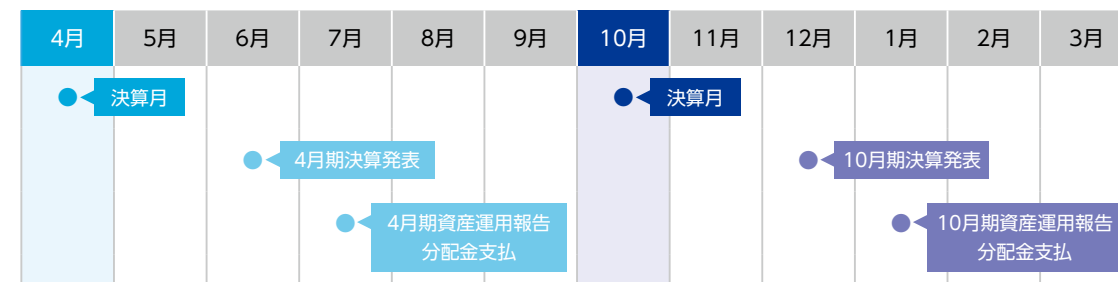 4月 5月 6月 7月 8月 9月 10月 11月 12月 1月 2月 3月
決算月 決算月
4月期決算発表 10月期決算発表
4月期資産運用報告
分配金支払
10月期資産運用報告
分配金支払